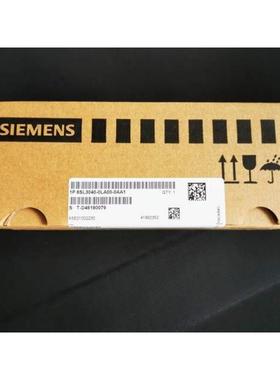 SIEMENS
1P 6SL3040-0LA00-0AA1
QTY: 1
S T-D46180079